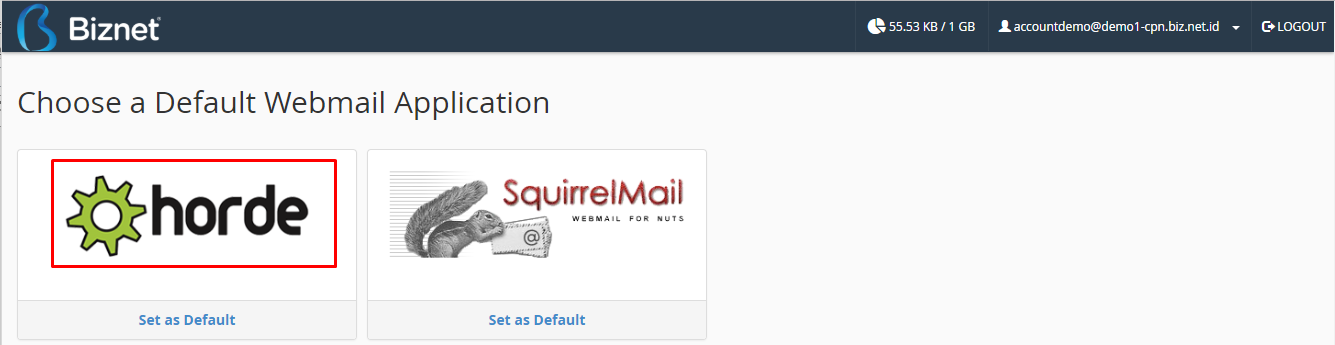 Biznet
55.53 KB / 1 GB
accountdemo@demo1-cpn.biz.net.id
LOGOUT
Choose a Default Webmail Application
horde
SquirrelMail
WEBMAIL FOR NUTS
@
Set as Default
Set as Default